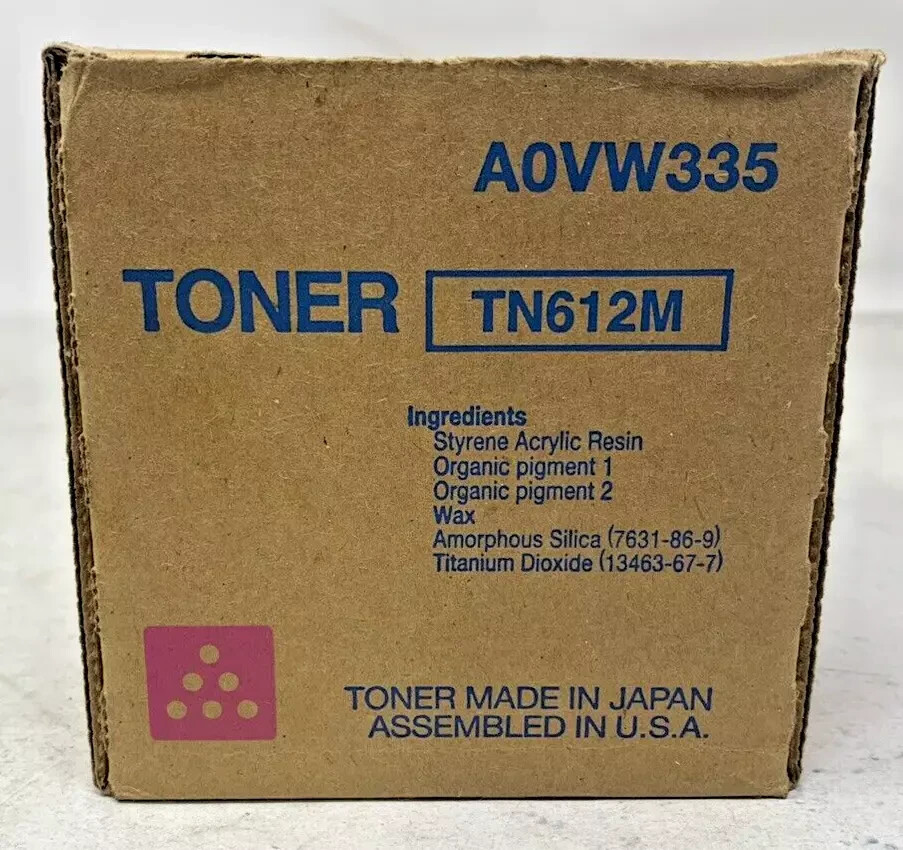 A0VW335
TONER TN612M
Ingredients
Styrene Acrylic Resin
Organic pigment 1
Organic pigment 2
Wax
Amorphous Silica (7631-86-9)
Titanium Dioxide (13463-67-7)
TONER MADE IN JAPAN
ASSEMBLED IN U.S.A.